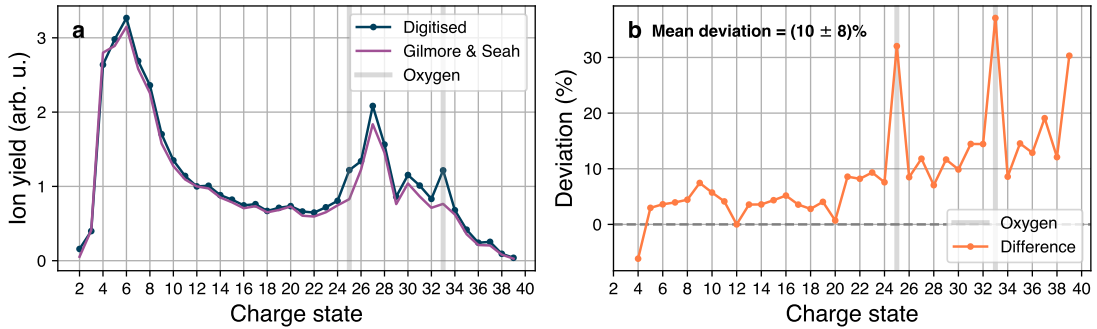 a
Digitised
Gilmore & Seah
Oxygen
Ion yield (arb. u.)
3
2
1
0
2 4 6 8 10 12 14 16 18 20 22 24 26 28 30 32 34 36 38 40
Charge state
b Mean deviation = (10 ± 8)%
Deviation (%)
30
20
10
0
Oxygen
Difference
2 4 6 8 10 12 14 16 18 20 22 24 26 28 30 32 34 36 38 40
Charge state